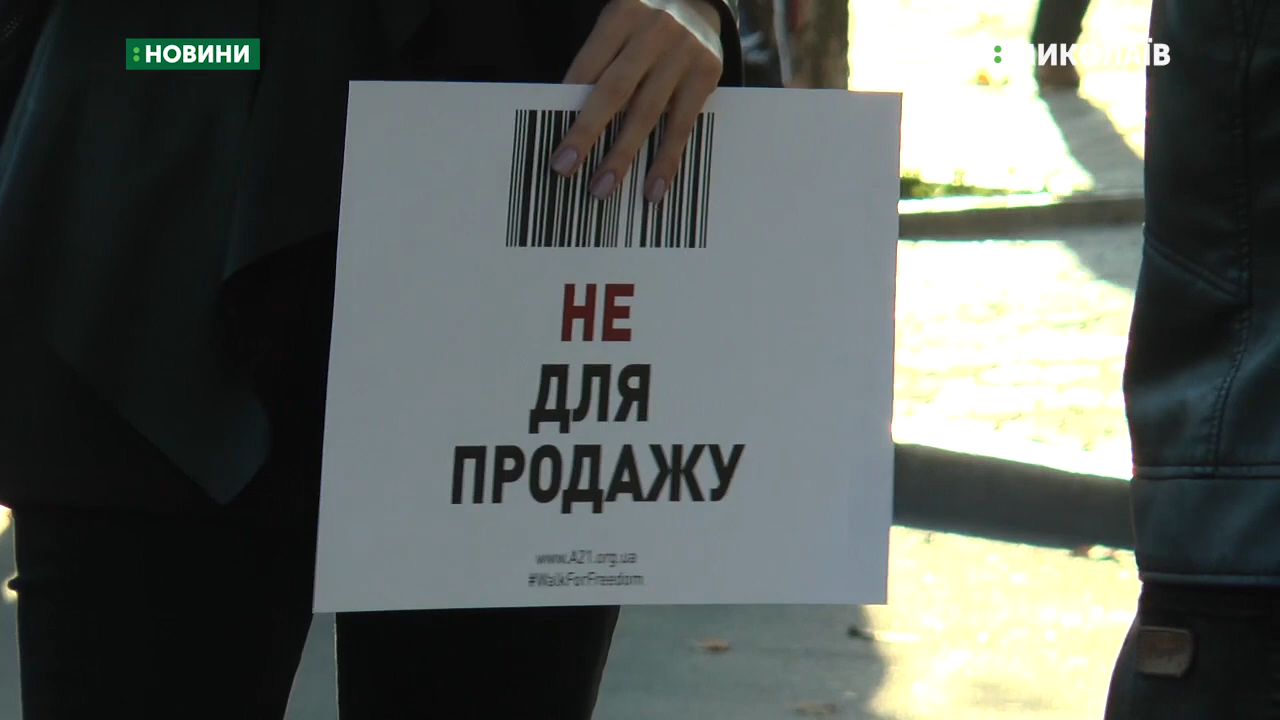 НОВИНИ
МИКОЛАЇВ
НЕ
ДЛЯ
ПРОДАЖУ
www.A21.org.ua
#WalkForFreedom